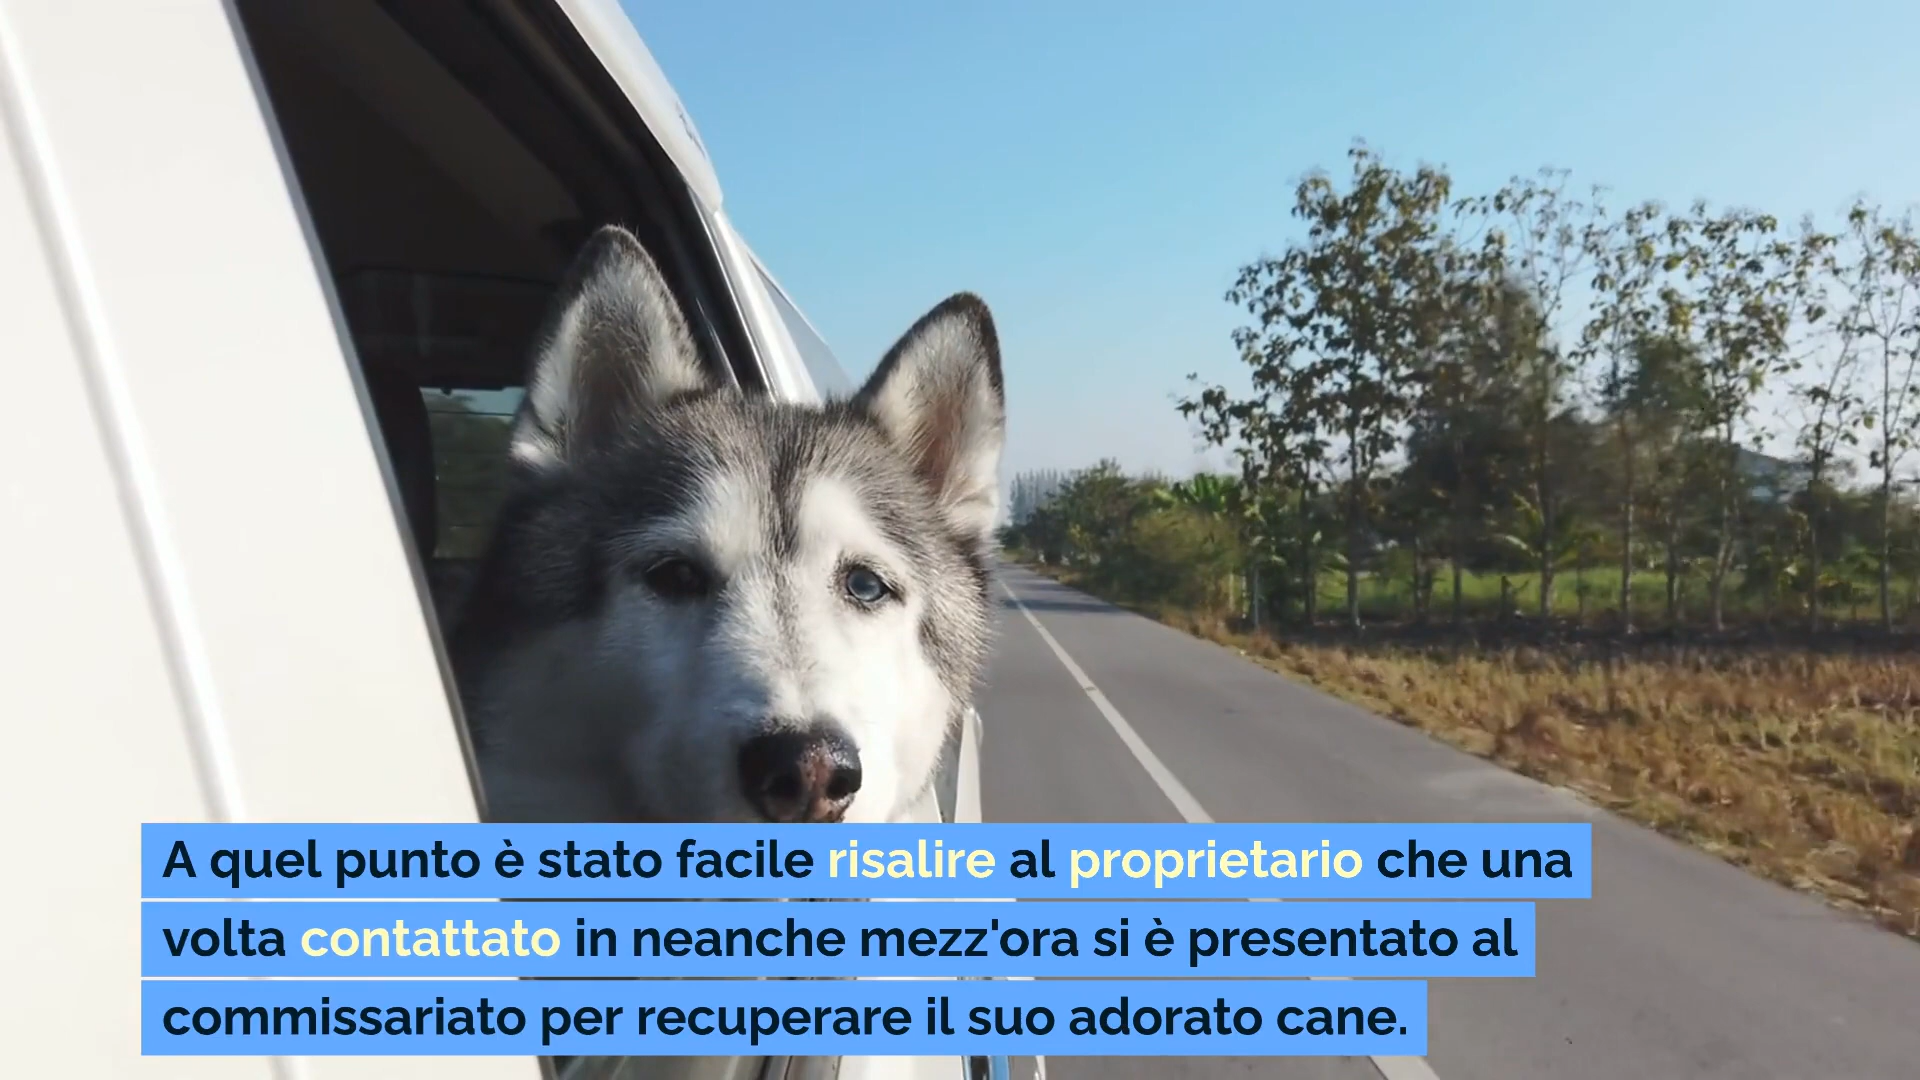 A quel punto è stato facile risalire al proprietario che una
volta contattato in neanche mezz'ora si è presentato al
commissariato per recuperare il suo adorato cane.